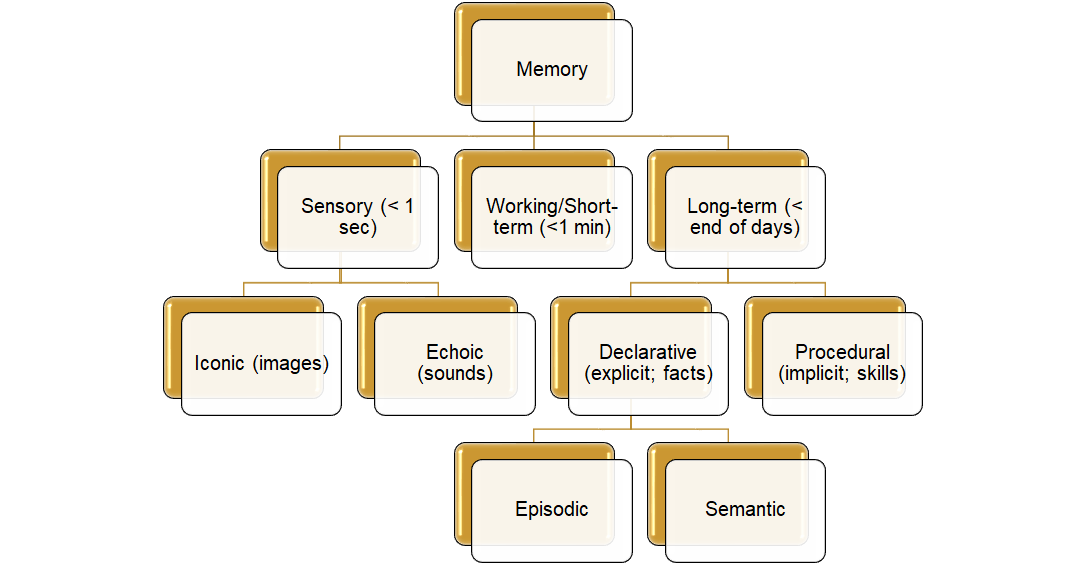 Memory
Sensory (< 1
sec)
Working/Short-
term (<1 min)
Long-term (<
end of days)
Iconic (images)
Echoic
(sounds)
Declarative
(explicit; facts)
Procedural
(implicit; skills)
Episodic
Semantic